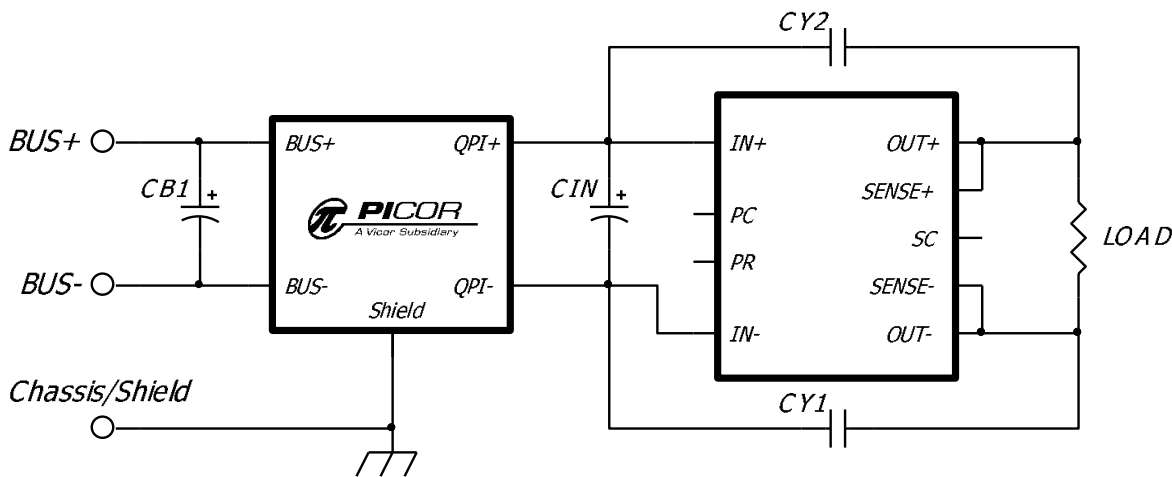 CY2
BUS+
BUS+
QPI+
IN+
OUT+
CB1
+
CIN
+
SENSE+
π PICOR
A Vicor Subsidiary
PC
SC
LOAD
PR
BUS-
BUS-
QPI-
SENSE-
Shield
IN-
OUT-
Chassis/Shield
CY1